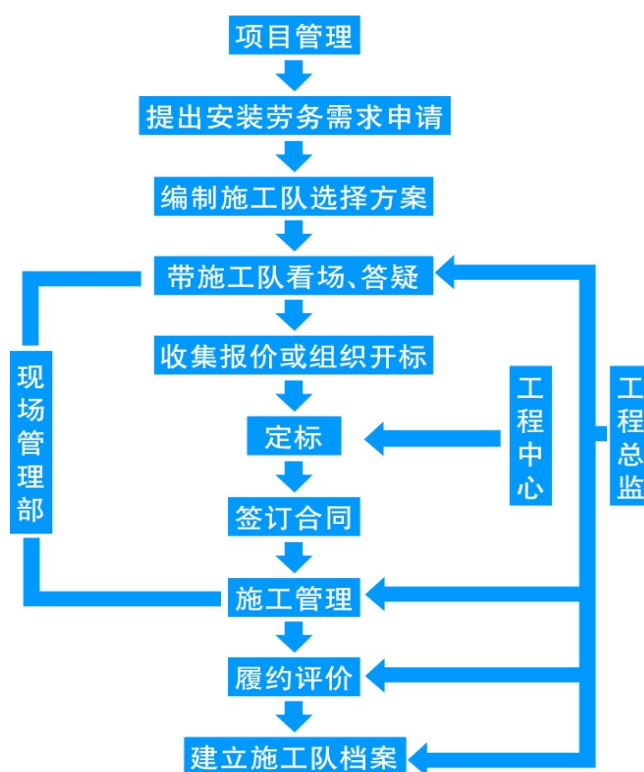 项目管理
提出安装劳务需求申请
编制施工队选择方案
带施工队看场、答疑
收集报价或组织开标
定标
签订合同
施工管理
履约评价
建立施工队档案
现场管理部
工程中心
工程总监